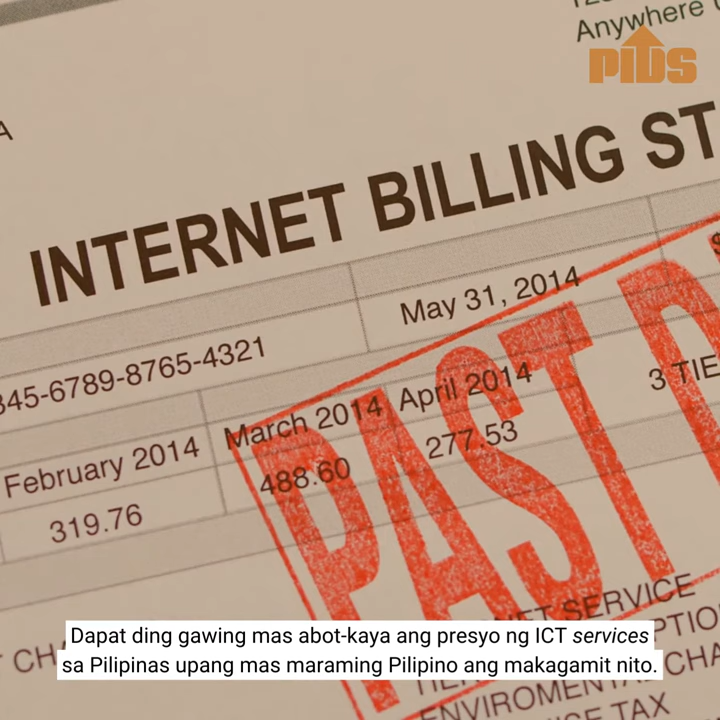 Anywhere
PIDS
A
INTERNET BILLING ST
May 31, 2014
345-6789-8765-4321
3 TIE
February 2014 March 2014 April 2014
319.76 488.60 277.53
PAST D
SERVICE
Dapat ding gawing mas abot-kaya ang presyo ng ICT services
sa Pilipinas upang mas maraming Pilipino ang makagamit nito.
TAX